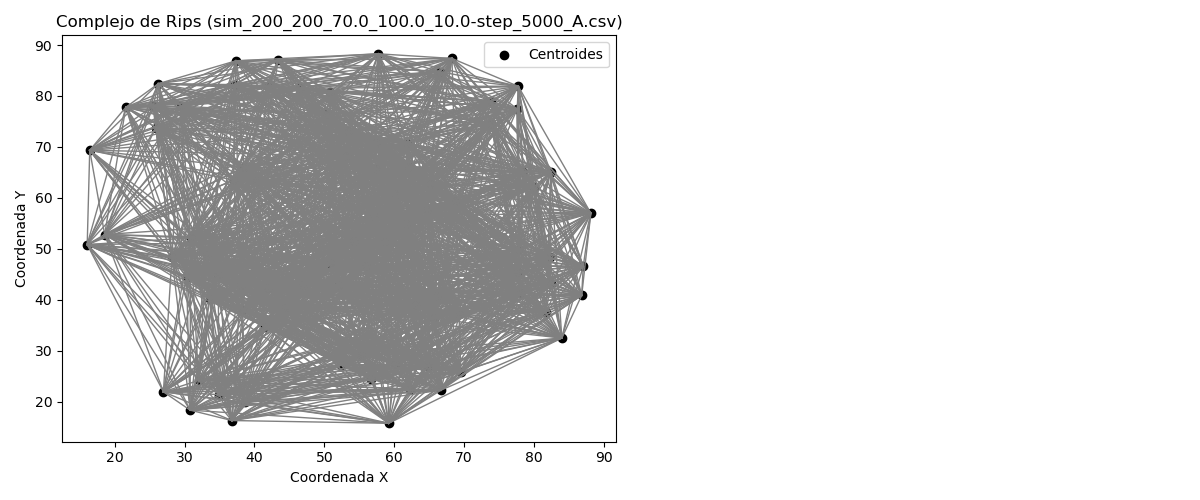 Complejo de Rips (sim_200_200_70.0_100.0_10.0-step_5000_A.csv)
Centroides
90
80
70
60
50
40
30
20
Coordenada Y
20 30 40 50 60 70 80 90
Coordenada X